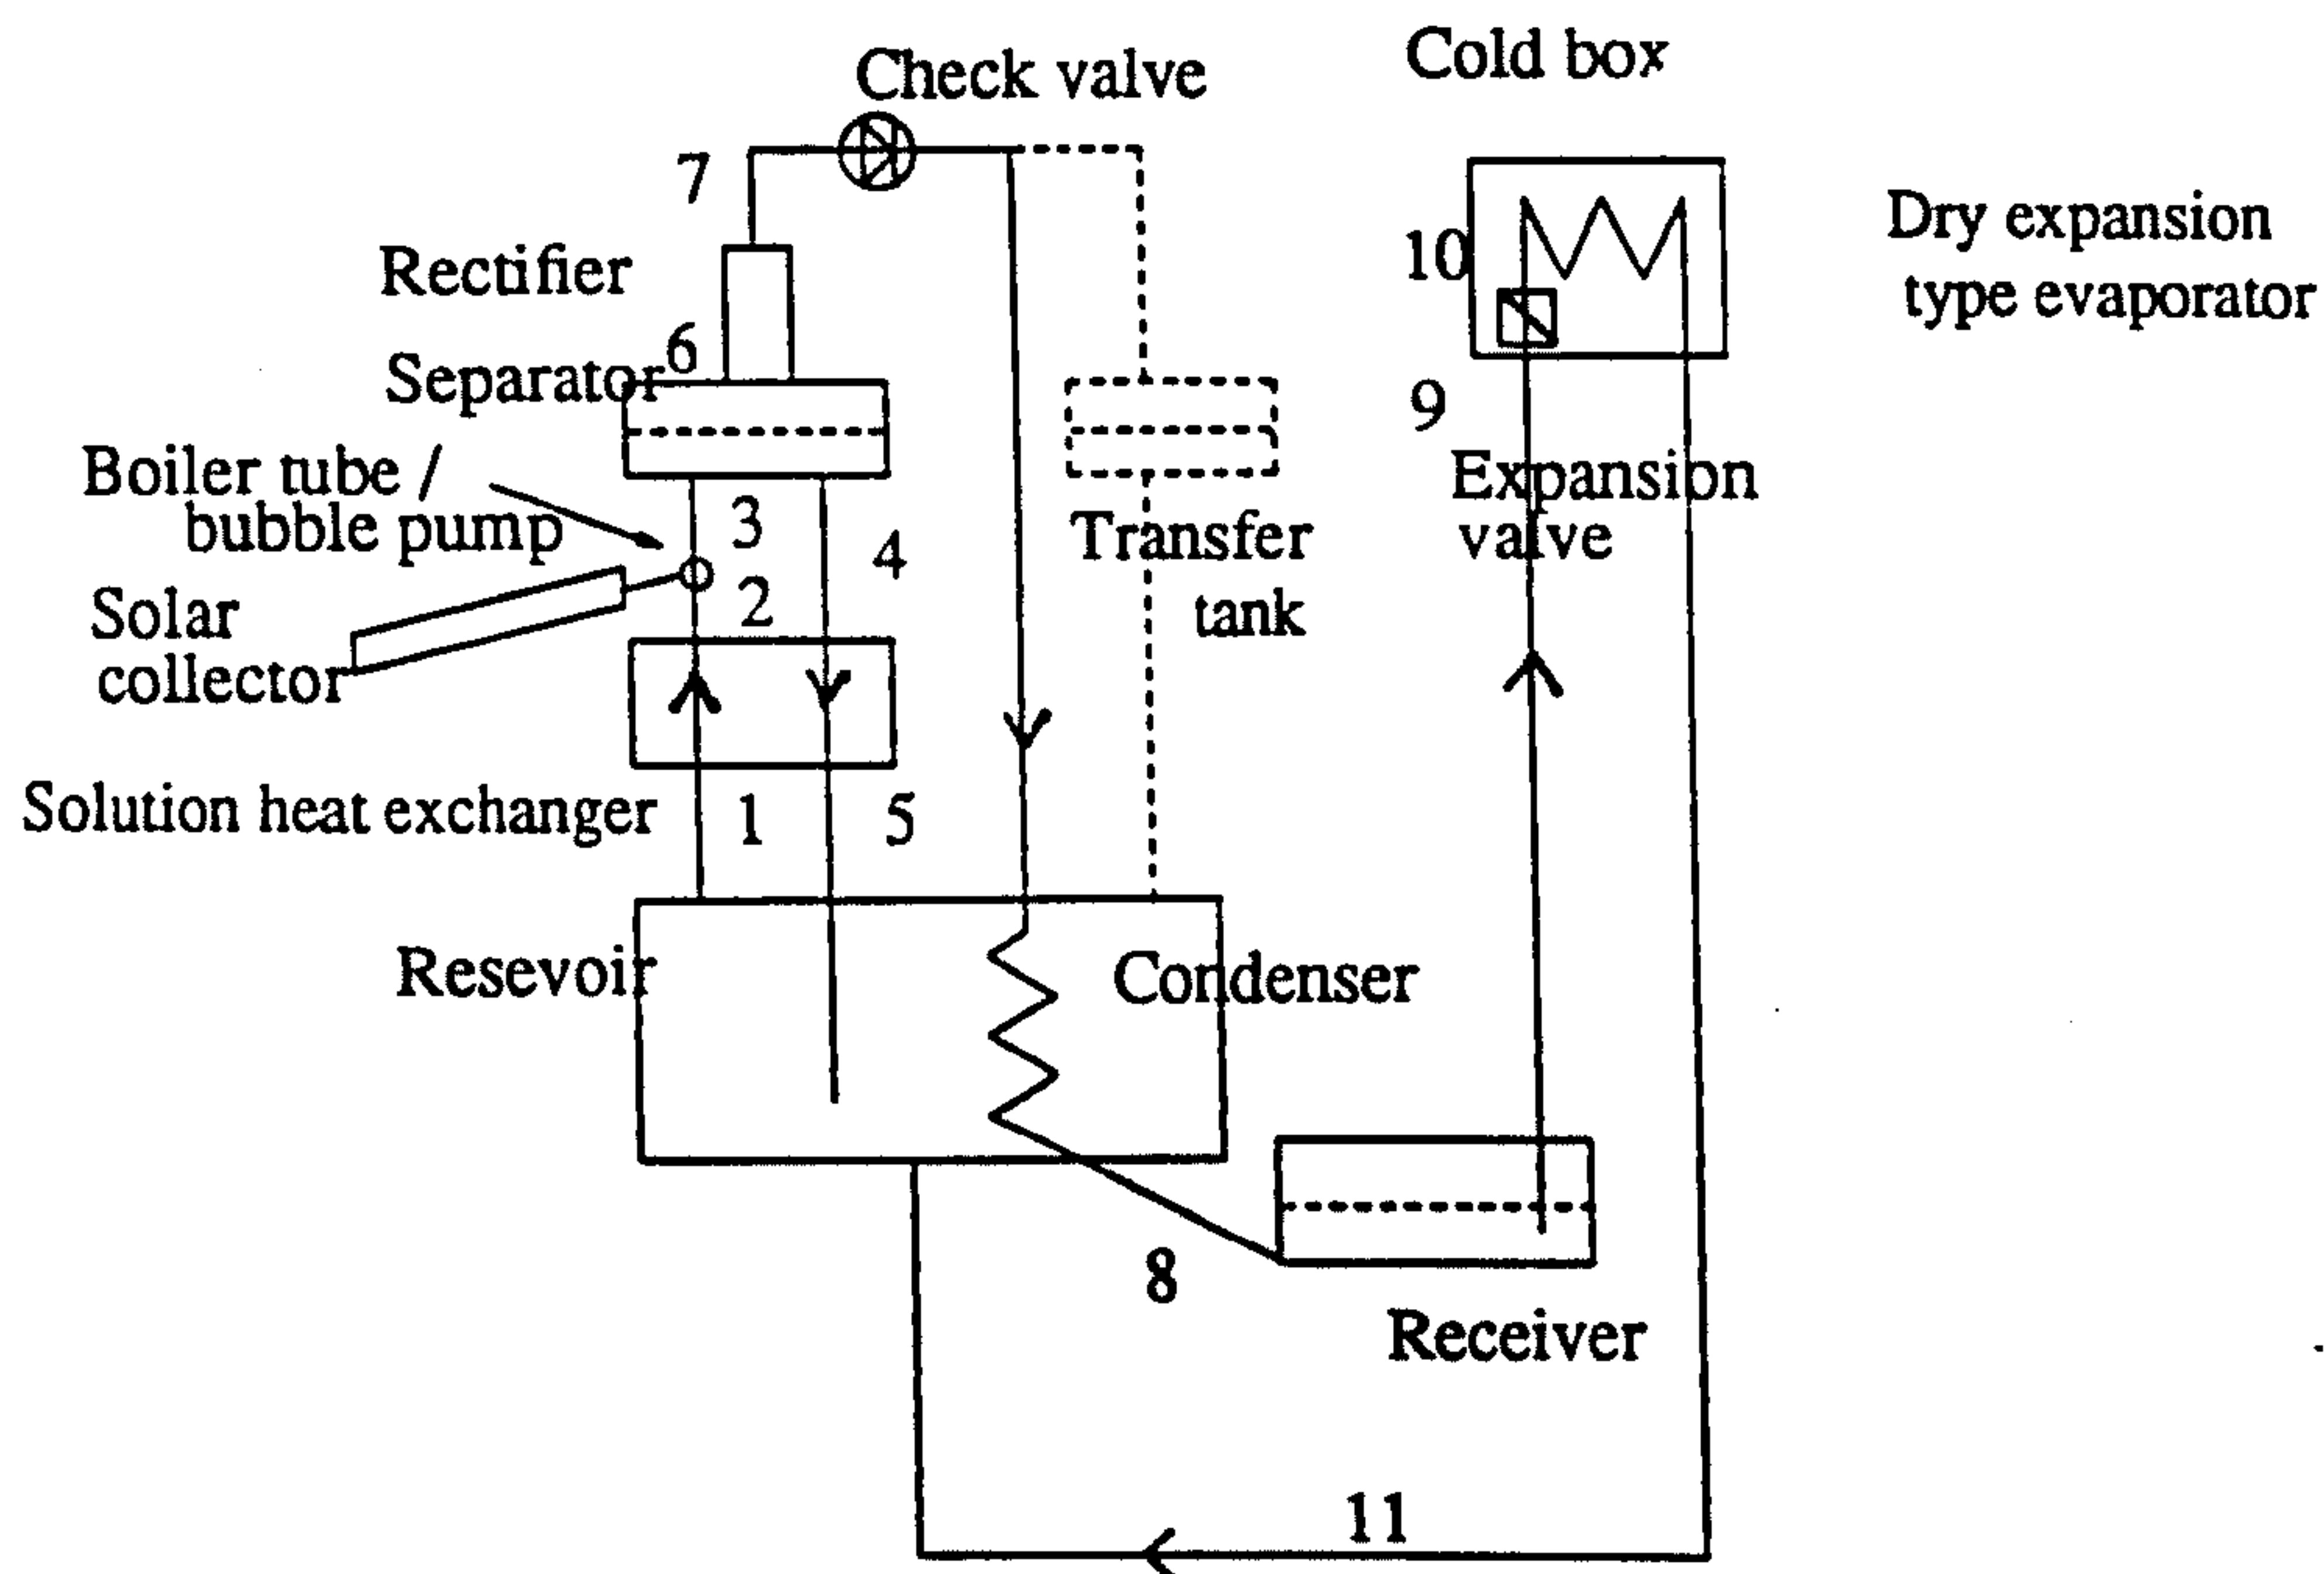 Check valve
Cold box
7
Rectifier
10
Dry expansion
type evaporator
6
Separator
9
Boiler tube /
bubble pump
3
4
Transfer
tank
Expansion
valve
Solar
collector
2
Solution heat exchanger
1
5
Resevoir
Condenser
8
Receiver
11